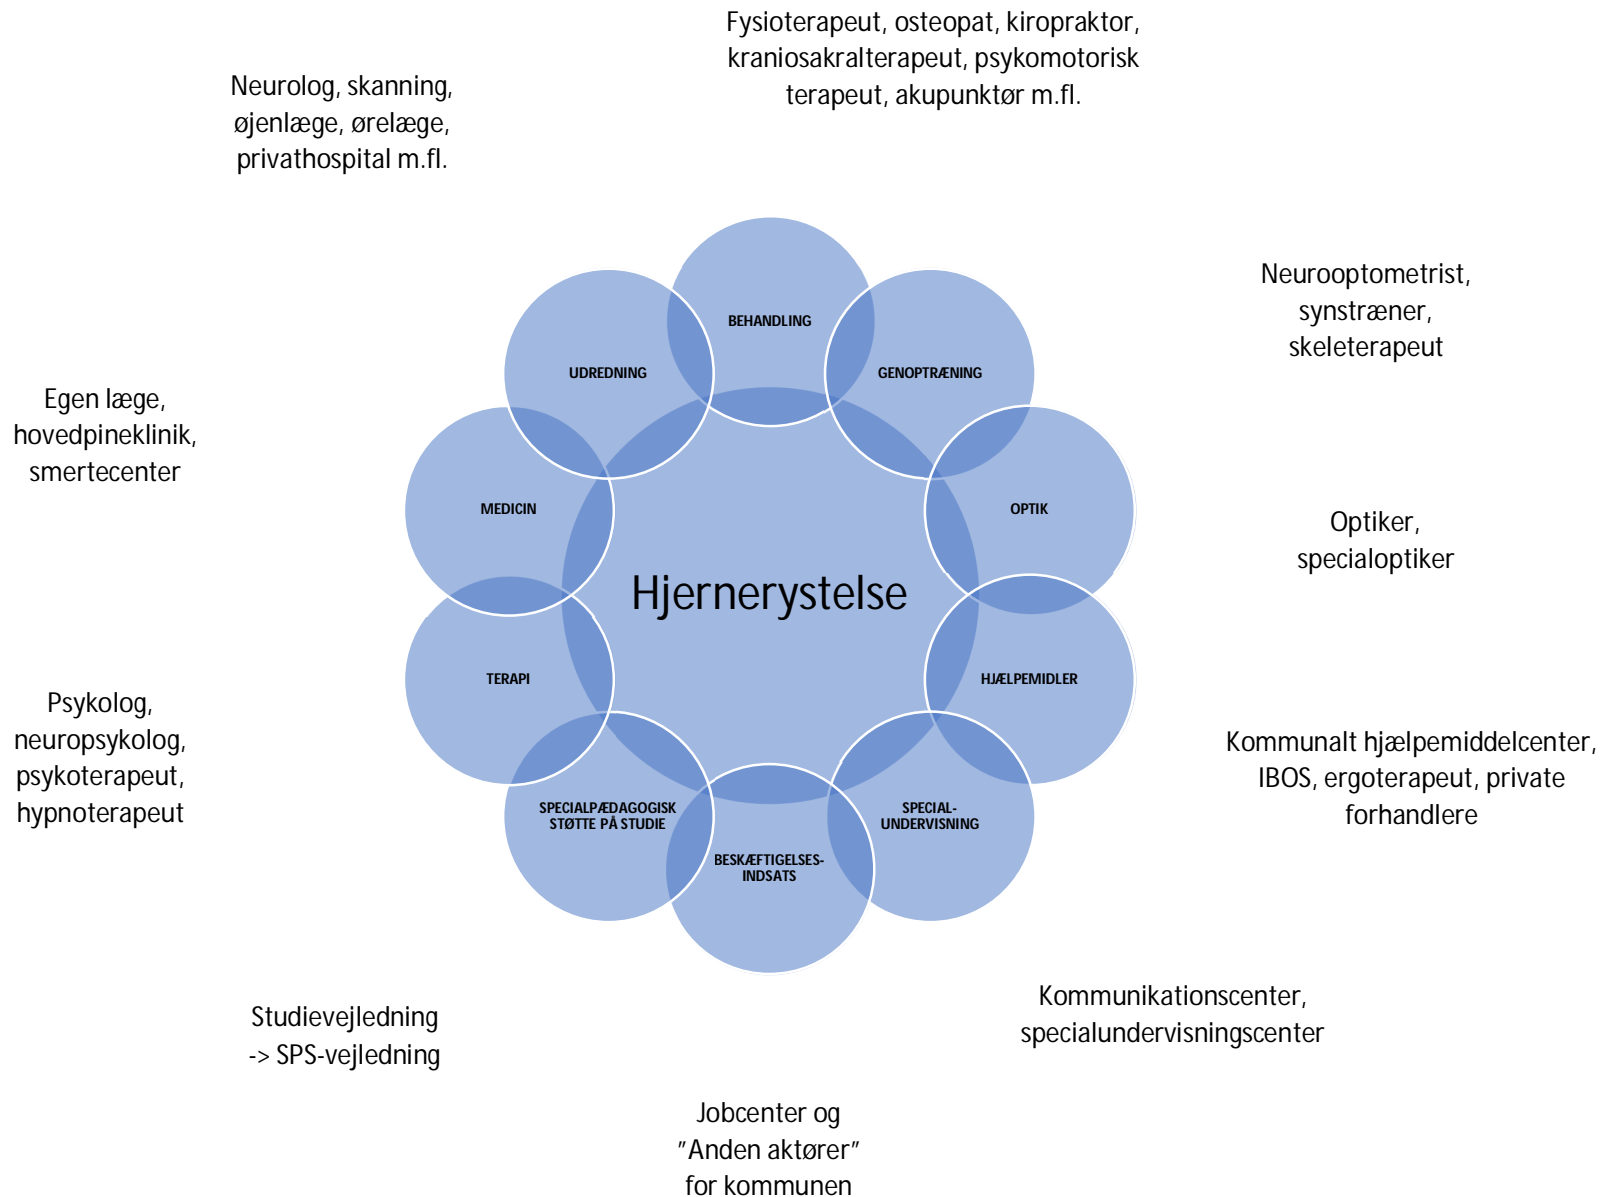 Fysioterapeut, osteopat, kiropraktor,
kraniosakralterapeut, psykomotorisk
terapeut, akupunktør m.fl.
Neurolog, skanning,
øjenlæge, ørelæge,
privathospital m.fl.
Neurooptometrist,
synstræner,
skeleterapeut
BEHANDLING
UDREDNING
GENOPTRÆNING
Egen læge,
hovedpineklinik,
smertecenter
MEDICIN
OPTIK
Optiker,
specialoptiker
Hjernerystelse
TERAPI
HJÆLPEMIDLER
Psykolog,
neuropsykolog,
psykoterapeut,
hypnoterapeut
Kommunalt hjælpemiddelcenter,
IBOS, ergoterapeut, private
forhandlere
SPECIALPÆDAGOGISK
STØTTE PÅ STUDIE
SPECIAL-
UNDERVISNING
BESKÆFTIGELSES-
INDSATS
Studievejledning
-> SPS-vejledning
Kommunikationscenter,
specialundervisningscenter
Jobcenter og
"Anden aktører"
for kommunen